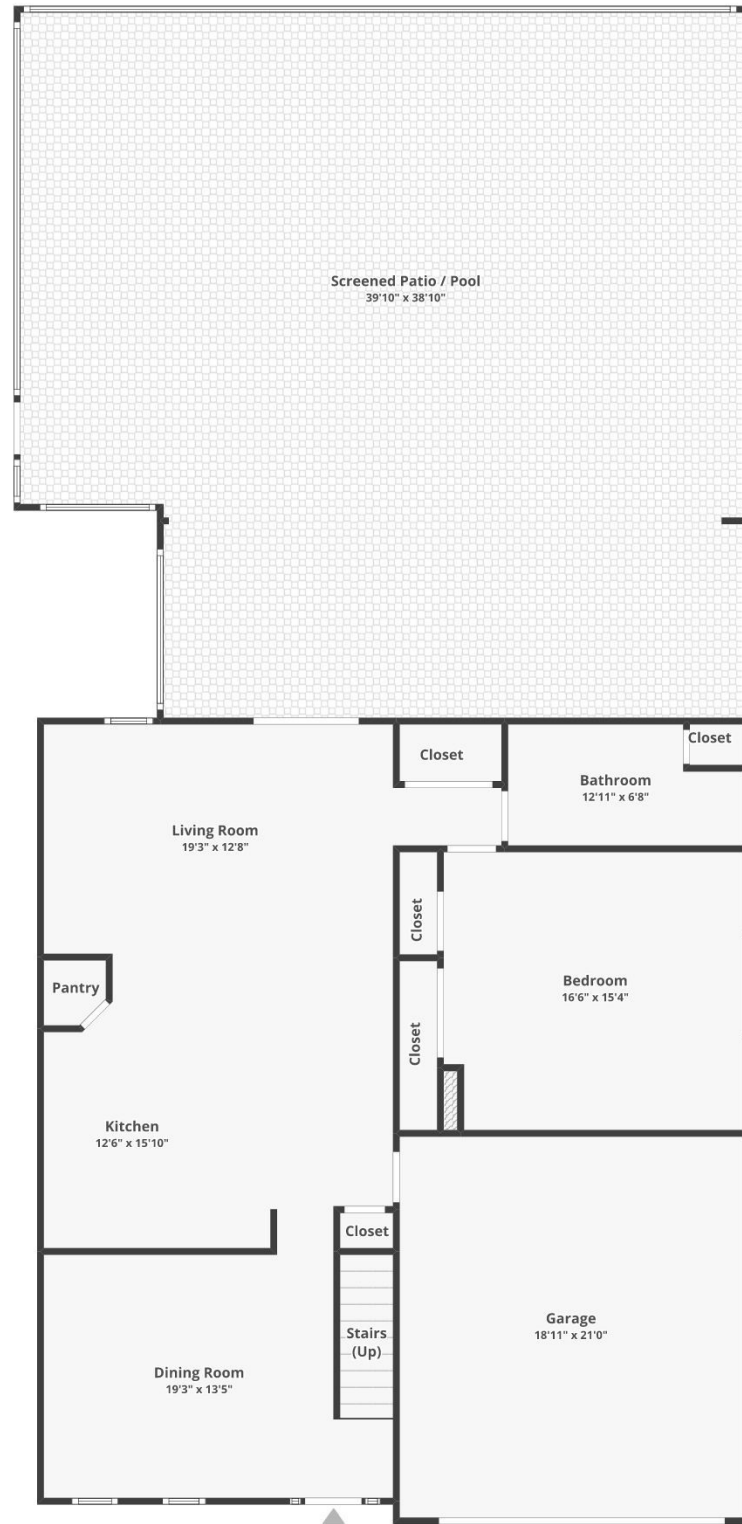 Screened Patio / Pool
39'10" x 38'10"
Closet
Closet
Bathroom
12'11" x 6'8"
Living Room
19'3" x 12'8"
Closet
Pantry
Bedroom
16'6" x 15'4"
Closet
Kitchen
12'6" x 15'10"
Closet
Garage
18'11" x 21'0"
Stairs
(Up)
Dining Room
19'3" x 13'5"